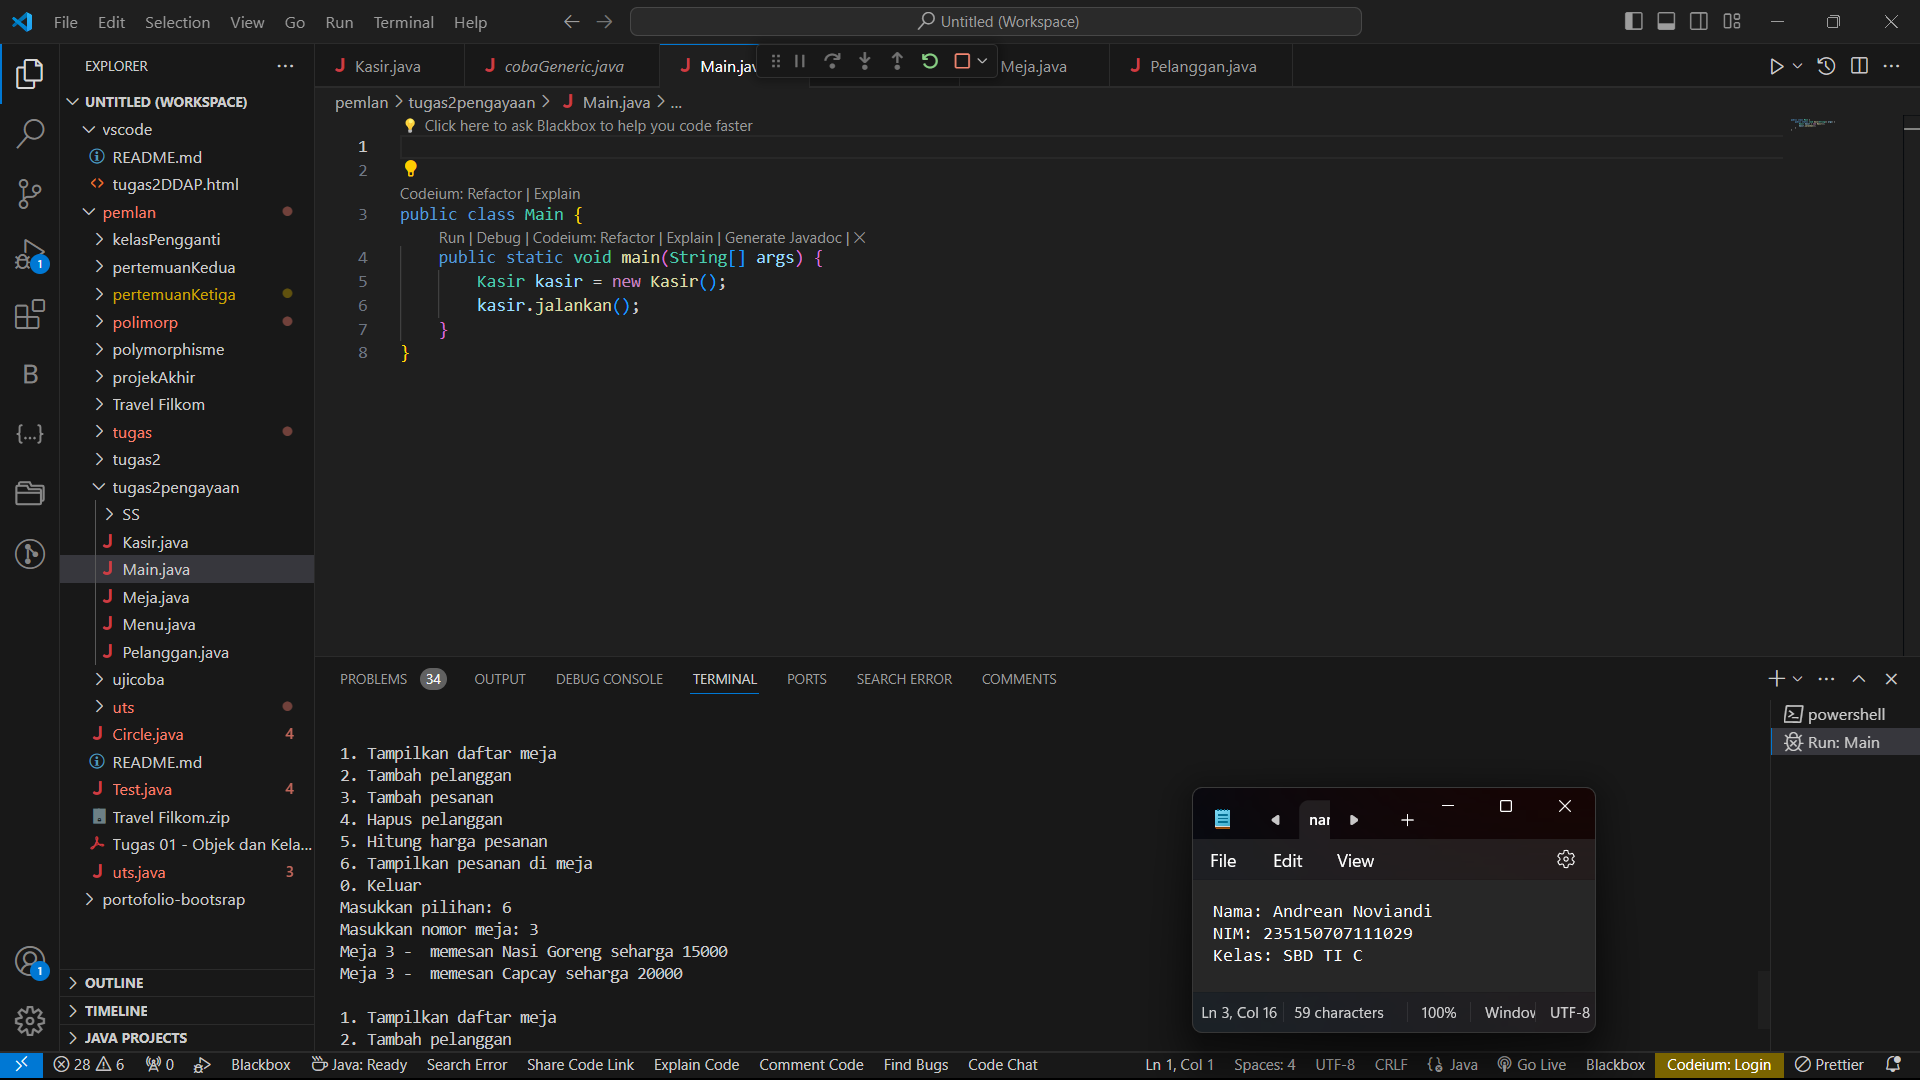 File Edit Selection View Go Run Terminal Help
Untitled (Workspace)
EXPLORER
UNTITLED (WORKSPACE)
vscode
README.md
tugas2DDAP.html
pemlan
kelasPengganti
pertemuanKedua
pertemuanKetiga
polimorp
polymorphisme
projekAkhir
Travel Filkom
tugas
tugas2
tugas2pengayaan
SS
Kasir.java
Main.java
Meja.java
Menu.java
Pelanggan.java
ujicoba
uts
Circle.java 4
README.md
Test.java 4
Travel Filkom.zip
Tugas 01 - Objek dan Kela...
uts.java 3
portofolio-bootsrap
OUTLINE
TIMELINE
JAVA PROJECTS
1
B
{...}
1
Kasir.java cobaGeneric.java Main.jav Meja.java Pelanggan.java
pemlan > tugas2pengayaan > Main.java > ...
Click here to ask Blackbox to help you code faster
1
2
Codeium: Refactor | Explain
3 public class Main {
Run | Debug | Codeium: Refactor | Explain | Generate Javadoc | ✕
4 public static void main(String[] args) {
5 Kasir kasir = new Kasir();
6 kasir.jalankan();
7 }
8 }
PROBLEMS 34 OUTPUT DEBUG CONSOLE TERMINAL PORTS SEARCH ERROR COMMENTS
powershell
Run: Main
1. Tampilkan daftar meja
2. Tambah pelanggan
3. Tambah pesanan
4. Hapus pelanggan
5. Hitung harga pesanan
6. Tampilkan pesanan di meja
0. Keluar
Masukkan pilihan: 6
Masukkan nomor meja: 3
Meja 3 -  memesan Nasi Goreng seharga 15000
Meja 3 -  memesan Capcay seharga 20000
1. Tampilkan daftar meja
2. Tambah pelanggan
nar
File Edit View
Nama: Andrean Noviandi
NIM: 235150707111029
Kelas: SBD TI C
Ln 3, Col 16 59 characters 100% Window UTF-8
28 6 0 Blackbox Java: Ready Search Error Share Code Link Explain Code Comment Code Find Bugs Code Chat Ln 1, Col 1 Spaces: 4 UTF-8 CRLF {} Java Go Live Blackbox Codeium: Login Prettier